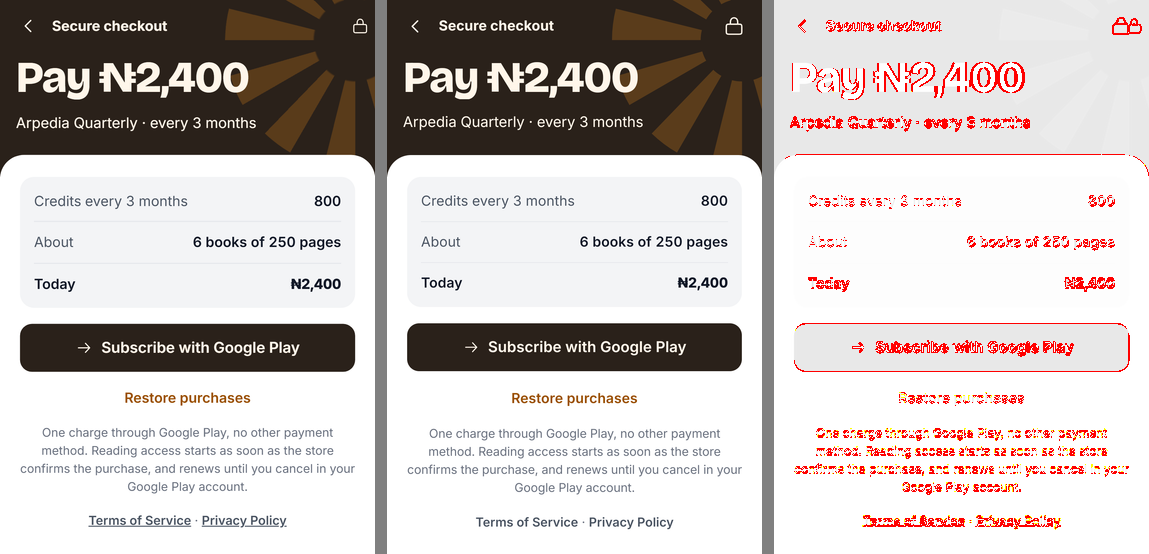 Secure checkout
Pay ₦2,400
Arpedia Quarterly · every 3 months
Credits every 3 months 800
About 6 books of 250 pages
Today ₦2,400
→ Subscribe with Google Play
Restore purchases
One charge through Google Play, no other payment
method. Reading access starts as soon as the store
confirms the purchase, and renews until you cancel in your
Google Play account.
Terms of Service · Privacy Policy
Secure checkout
Pay ₦2,400
Arpedia Quarterly · every 3 months
Credits every 3 months 800
About 6 books of 250 pages
Today ₦2,400
→ Subscribe with Google Play
Restore purchases
One charge through Google Play, no other payment
method. Reading access starts as soon as the store
confirms the purchase, and renews until you cancel in your
Google Play account.
Terms of Service · Privacy Policy
Secure checkout
Pay ₦2,400
Arpedia Quarterly · every 3 months
Credits every 3 months 800
About 6 books of 250 pages
Today ₦2,400
→ Subscribe with Google Play
Restore purchases
One charge through Google Play, no other payment
method. Reading access starts as soon as the store
confirms the purchase, and renews until you cancel in your
Google Play account.
Terms of Service · Privacy Policy